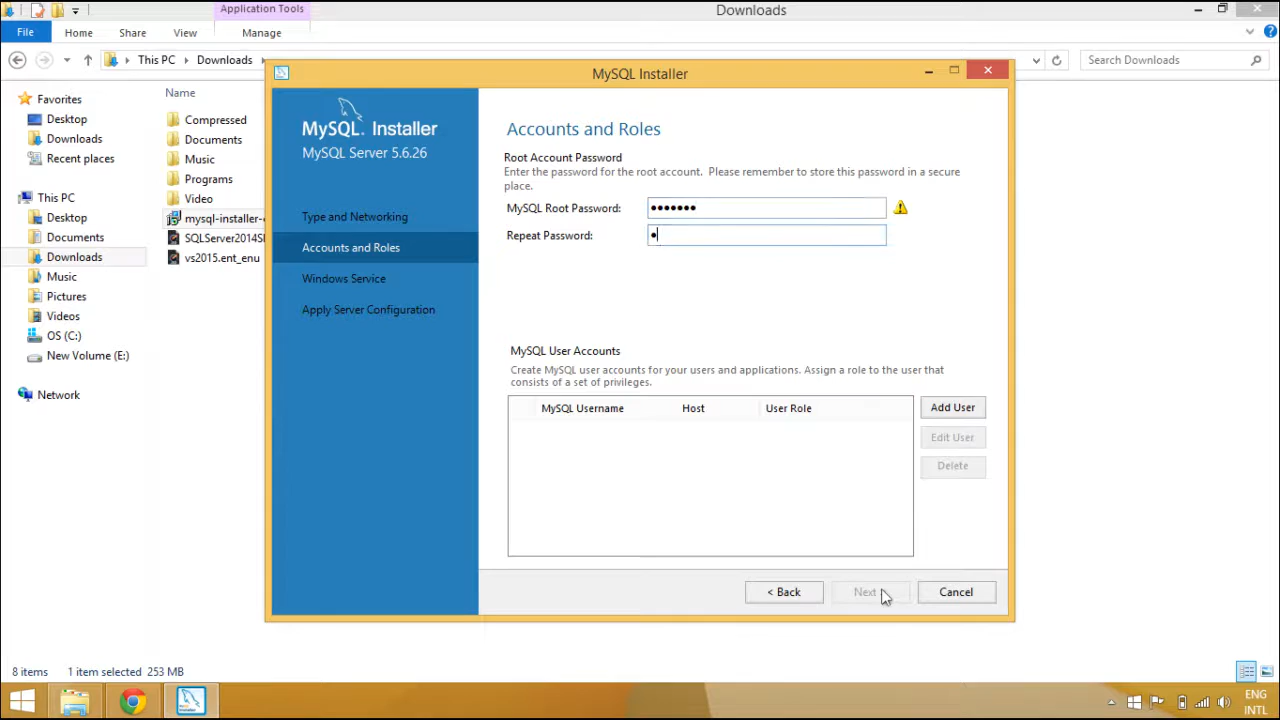 Application Tools
Downloads
File
Home
Share
View
Manage
This PC
Downloads
Search Downloads
Favorites
Desktop
Downloads
Recent places
This PC
Desktop
Documents
Downloads
Music
Pictures
Videos
OS (C:)
New Volume (E:)
Network
Name
Compressed
Documents
Music
Programs
Video
mysql-installer-
SQLServer2014S
vs2015.ent_enu
MySQL Installer
MySQL. Installer
MySQL Server 5.6.26
Type and Networking
Accounts and Roles
Windows Service
Apply Server Configuration
Accounts and Roles
Root Account Password
Enter the password for the root account. Please remember to store this password in a secure
place.
MySQL Root Password: •••••••
Repeat Password: •
MySQL User Accounts
Create MySQL user accounts for your users and applications. Assign a role to the user that
consists of a set of privileges.
MySQL Username Host User Role
Add User
Edit User
Delete
< Back
Next
Cancel
8 items 1 item selected 253 MB
ENG
INTL